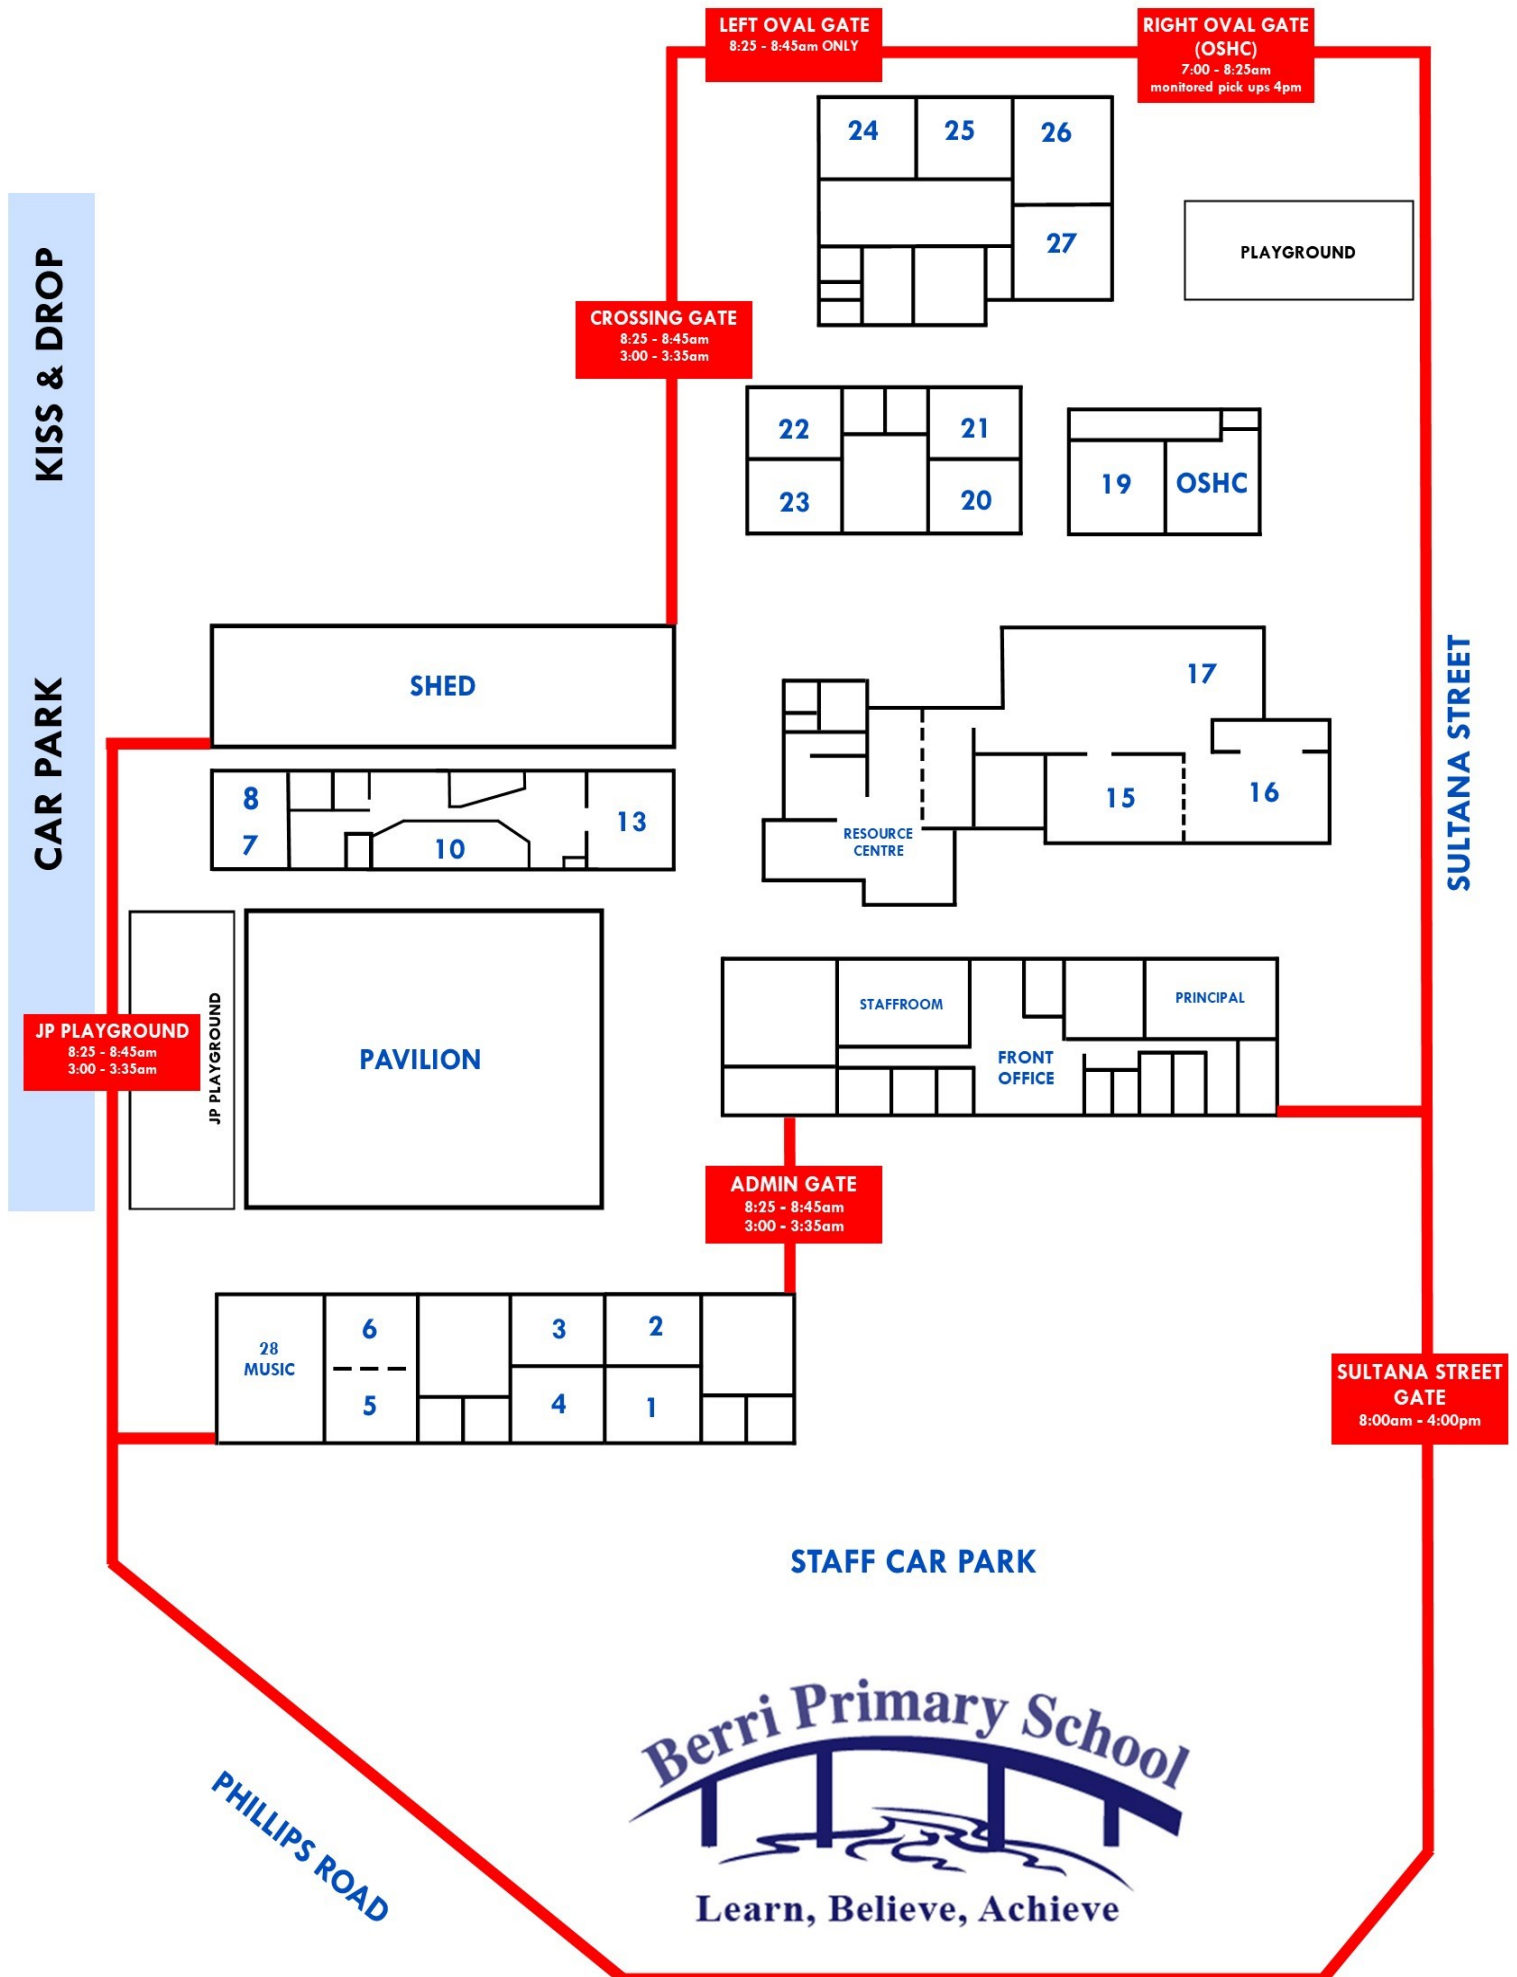 LEFT OVAL GATE
8:25 - 8:45am ONLY
RIGHT OVAL GATE
(OSHC)
7:00 - 8:25am
monitored pick ups 4pm
24
25
26
27
PLAYGROUND
KISS & DROP
CROSSING GATE
8:25 - 8:45am
3:00 - 3:35am
22
21
23
20
19
OSHC
SHED
17
SULTANA STREET
CAR PARK
8
7
10
13
15
16
RESOURCE
CENTRE
JP PLAYGROUND
8:25 - 8:45am
3:00 - 3:35am
JP PLAYGROUND
PAVILION
STAFFROOM
PRINCIPAL
FRONT
OFFICE
ADMIN GATE
8:25 - 8:45am
3:00 - 3:35am
28
MUSIC
6
5
3
2
4
1
SULTANA STREET
GATE
8:00am - 4:00pm
STAFF CAR PARK
PHILLIPS ROAD
Berri Primary School
Learn, Believe, Achieve